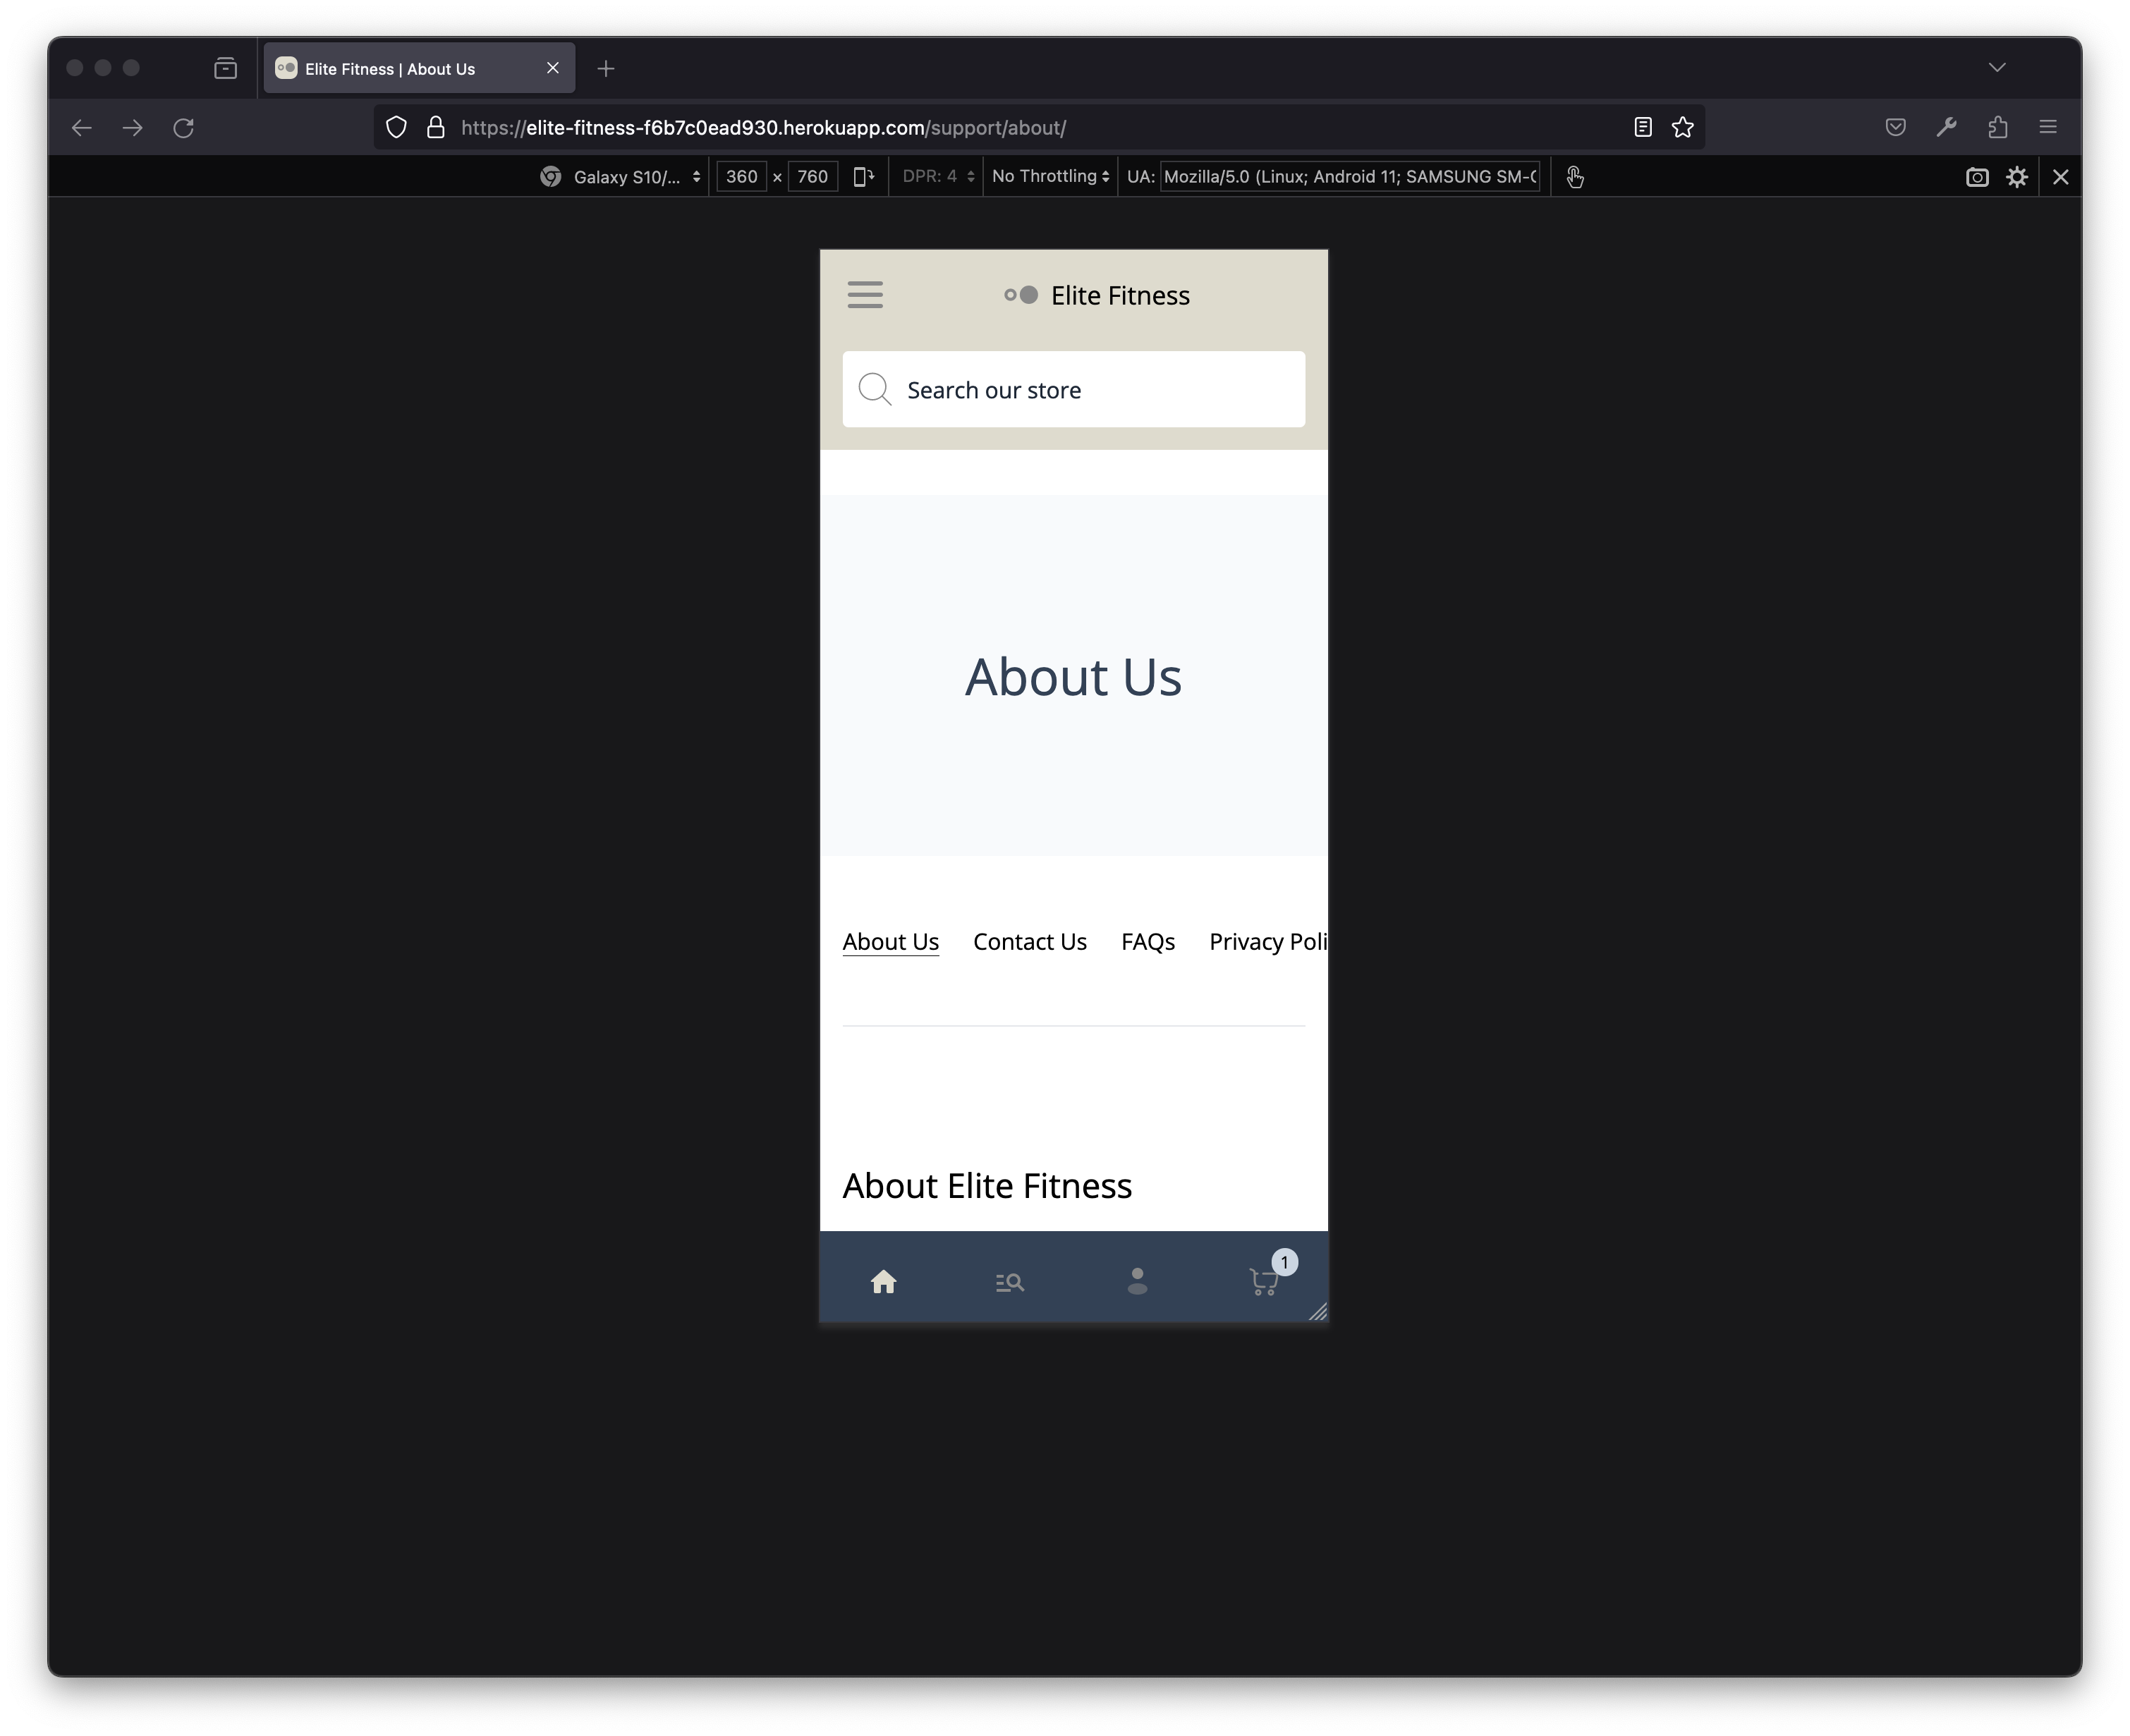 Elite Fitness | About Us
https://elite-fitness-f6b7c0ead930.herokuapp.com/support/about/
Galaxy S10/... 360 × 760 DPR: 4 No Throttling UA: Mozilla/5.0 (Linux; Android 11; SAMSUNG SM-
Elite Fitness
Search our store
About Us
About Us Contact Us FAQs Privacy Poli
About Elite Fitness
1